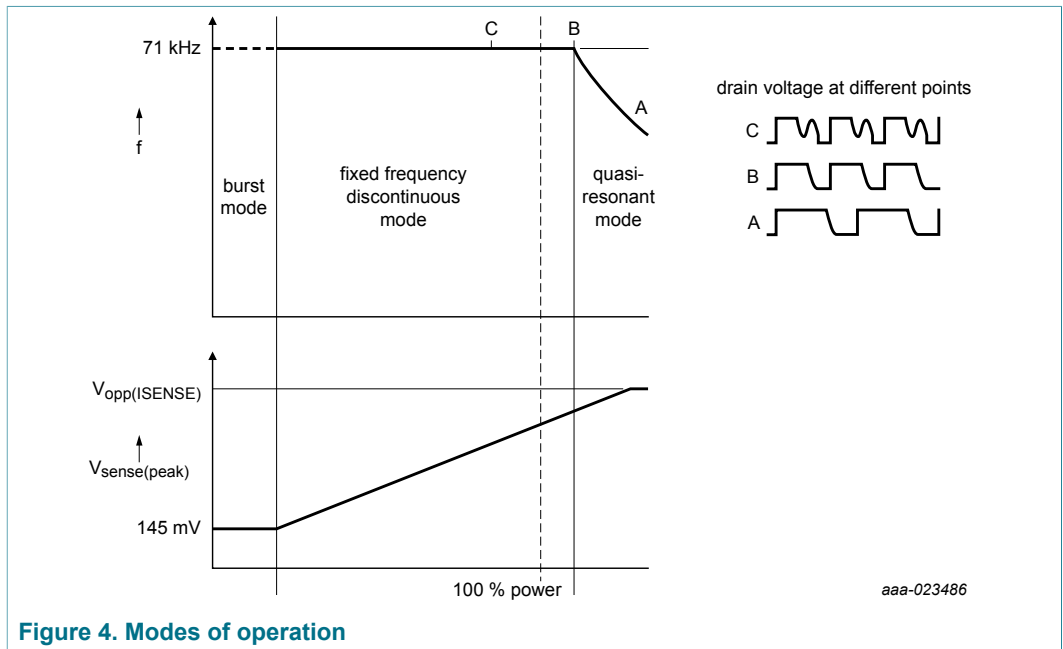 71 kHz
C
B
A
f
burst
mode
fixed frequency
discontinuous
mode
quasi-
resonant
mode
drain voltage at different points
C
B
A
Vopp(ISENSE)
Vsense(peak)
145 mV
100 % power
aaa-023486
Figure 4. Modes of operation